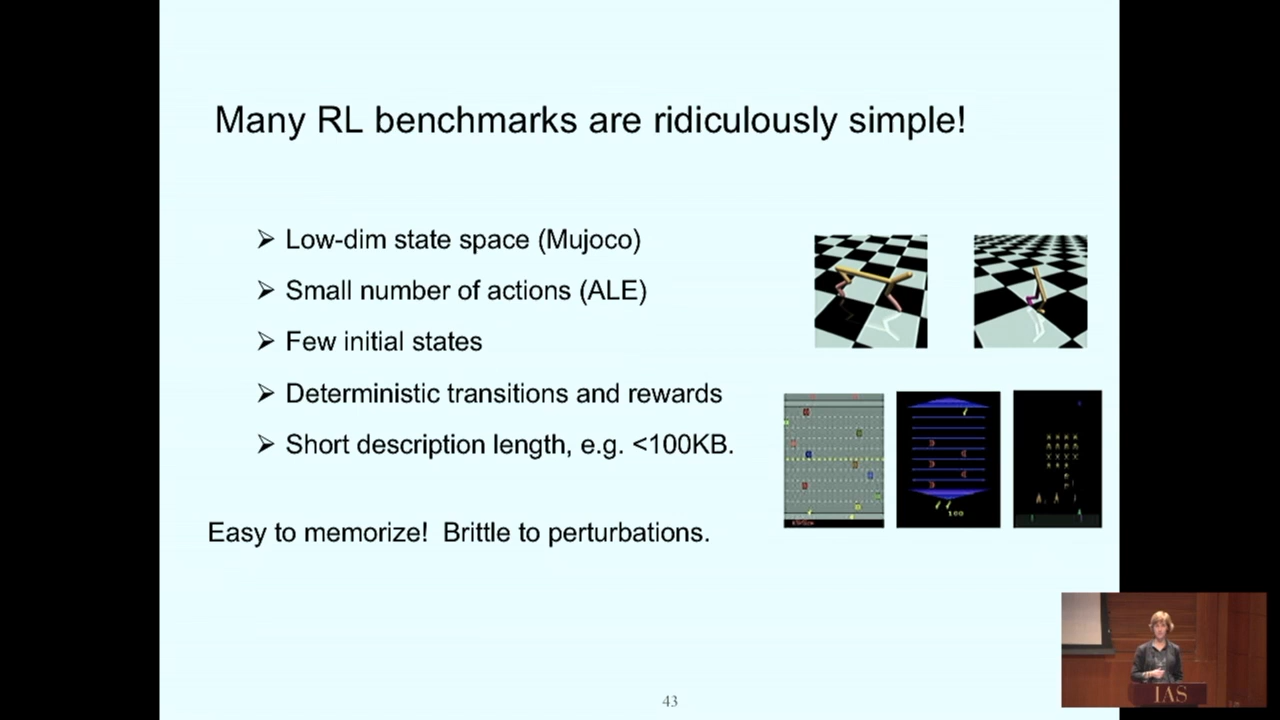 Many RL benchmarks are ridiculously simple!
➢ Low-dim state space (Mujoco)
➢ Small number of actions (ALE)
➢ Few initial states
➢ Deterministic transitions and rewards
➢ Short description length, e.g. <100KB.
Easy to memorize! Brittle to perturbations.
100
43
IAS